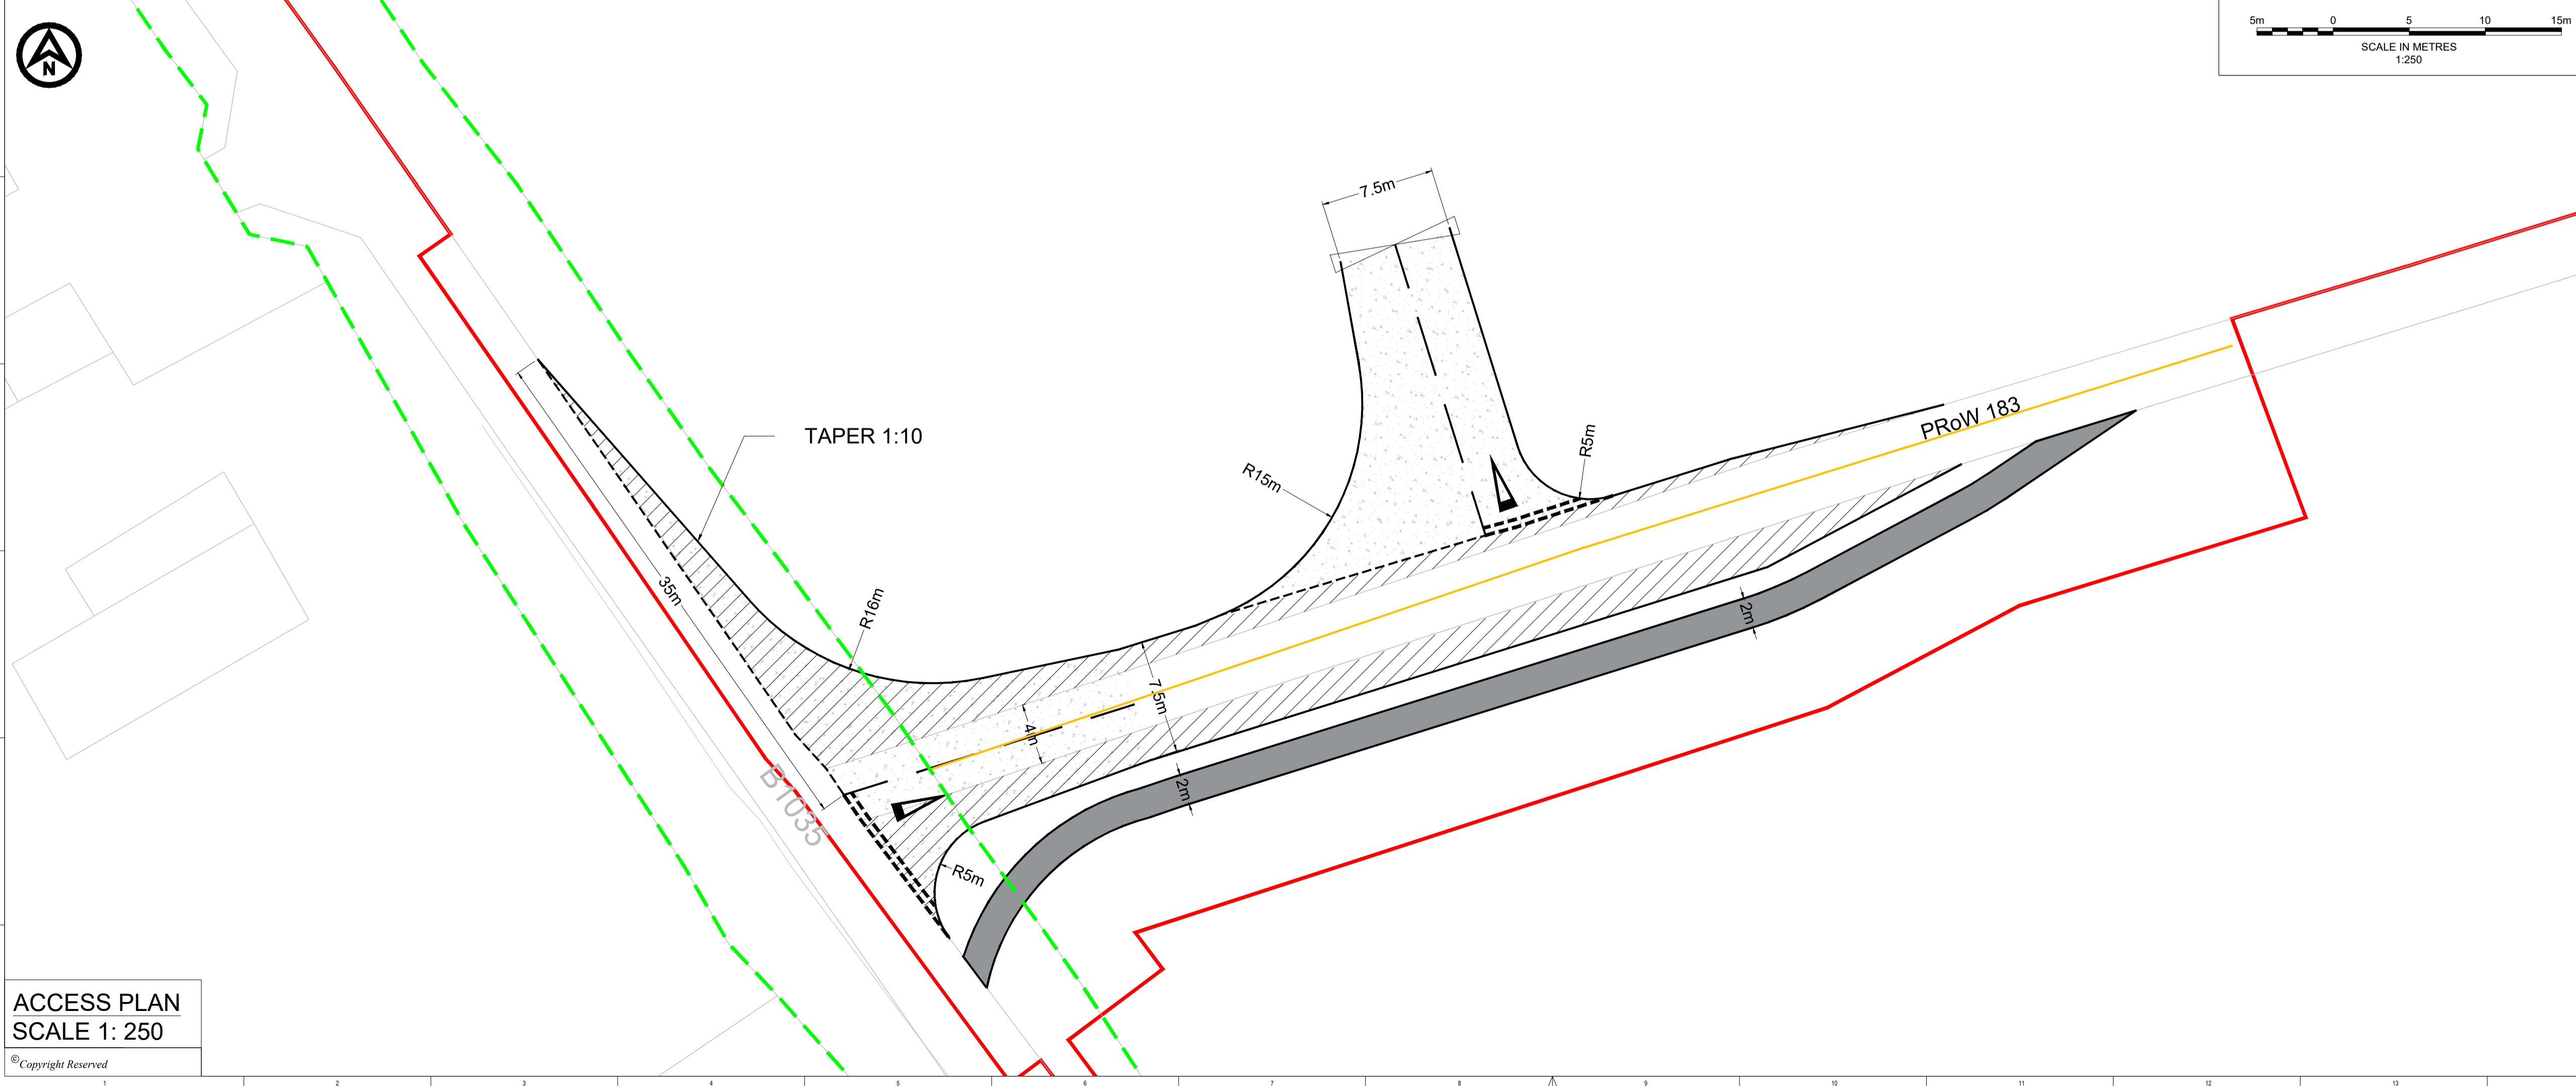 N
5m 0 5 10 15m
SCALE IN METRES
1:250
7.5m
TAPER 1:10
R15m
R5m
PRoW 183
35m
R16m
2m
7.5m
4m
2m
B1035
R5m
ACCESS PLAN
SCALE 1: 250
©Copyright Reserved
1 2 3 4 5 6 7 8 9 10 11 12 13